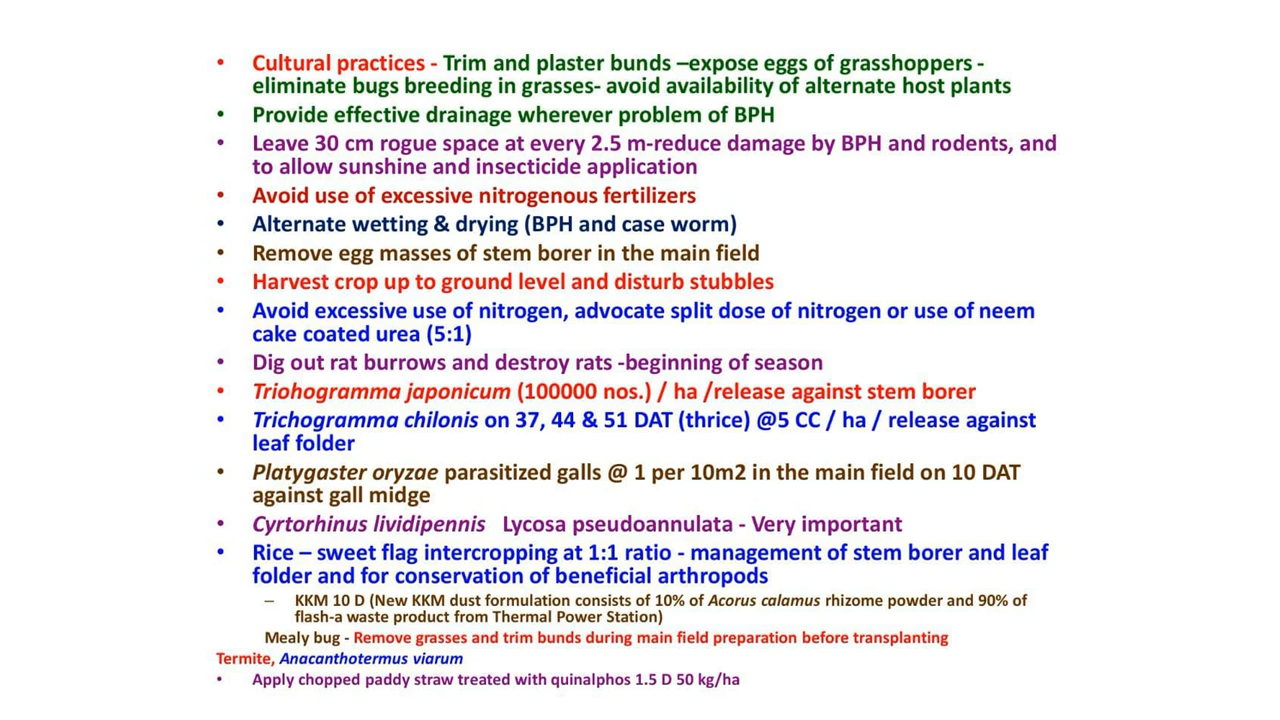 • Cultural practices - Trim and plaster bunds –expose eggs of grasshoppers -
eliminate bugs breeding in grasses- avoid availability of alternate host plants
• Provide effective drainage wherever problem of BPH
• Leave 30 cm rogue space at every 2.5 m-reduce damage by BPH and rodents, and
to allow sunshine and insecticide application
• Avoid use of excessive nitrogenous fertilizers
• Alternate wetting & drying (BPH and case worm)
• Remove egg masses of stem borer in the main field
• Harvest crop up to ground level and disturb stubbles
• Avoid excessive use of nitrogen, advocate split dose of nitrogen or use of neem
cake coated urea (5:1)
• Dig out rat burrows and destroy rats -beginning of season
• Triohogramma japonicum (100000 nos.) / ha /release against stem borer
• Trichogramma chilonis on 37, 44 & 51 DAT (thrice) @5 CC / ha / release against
leaf folder
• Platygaster oryzae parasitized galls @ 1 per 10m2 in the main field on 10 DAT
against gall midge
• Cyrtorhinus lividipennis Lycosa pseudoannulata - Very important
• Rice – sweet flag intercropping at 1:1 ratio - management of stem borer and leaf
folder and for conservation of beneficial arthropods
– KKM 10 D (New KKM dust formulation consists of 10% of Acorus calamus rhizome powder and 90% of
flash-a waste product from Thermal Power Station)
Mealy bug - Remove grasses and trim bunds during main field preparation before transplanting
Termite, Anacanthotermus viarum
• Apply chopped paddy straw treated with quinalphos 1.5 D 50 kg/ha